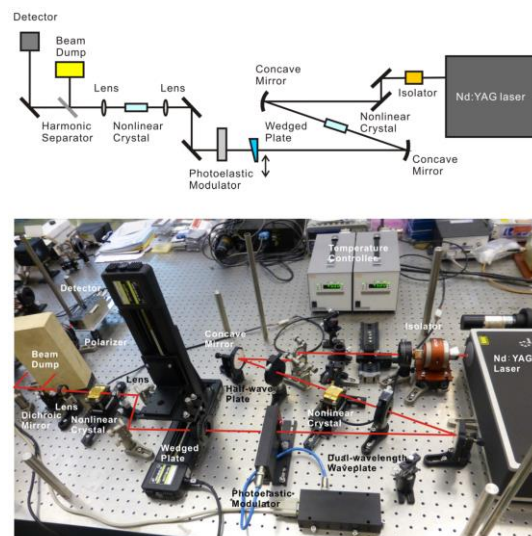 Detector
Beam
Dump
Lens
Lens
Harmonic
Separator
Nonlinear
Crystal
Photoelastic
Modulator
Concave
Mirror
Wedged
Plate
Nonlinear
Crystal
Isolator
Concave
Mirror
Nd:YAG laser
Temperature
Controller
Detector
Polarizer
Concave
Mirror
Isolator
Nd:YAG
Laser
Beam
Dump
Lens
Half-wave
Plate
Dichroic
Mirror
Lens
Nonlinear
Crystal
Nonlinear
Crystal
Wedged
Plate
Dual-wavelength
Waveplate
Photoelastic
Modulator